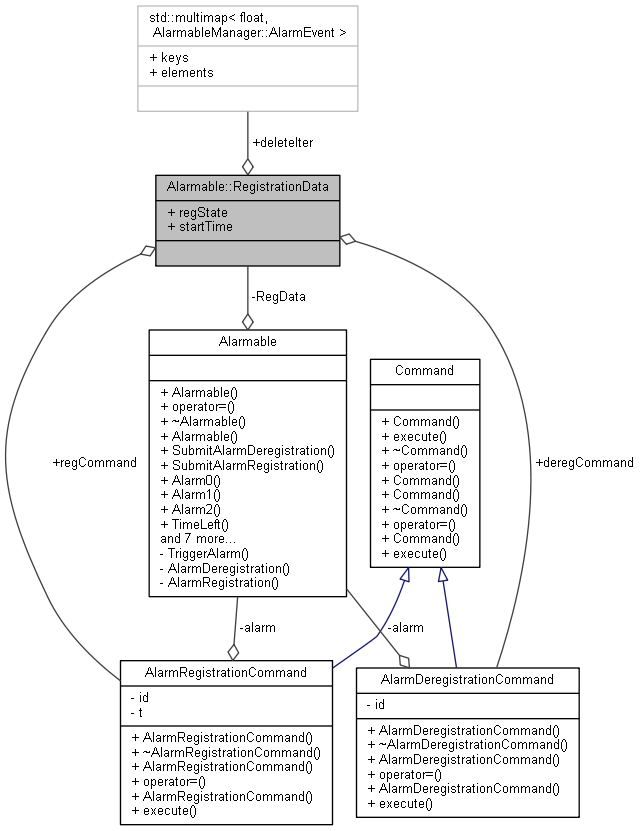 std::multimap< float,
AlarmableManager::AlarmEvent >
+ keys
+ elements
+deleteIter
Alarmable::RegistrationData
+ regState
+ startTime
-RegData
Alarmable
+ Alarmable()
+ operator=()
+ ~Alarmable()
+ Alarmable()
+ SubmitAlarmDeregistration()
+ SubmitAlarmRegistration()
+ Alarm0()
+ Alarm1()
+ Alarm2()
+ TimeLeft()
and 7 more...
- TriggerAlarm()
- AlarmDeregistration()
- AlarmRegistration()
Command
+ Command()
+ execute()
+ ~Command()
+ operator=()
+ Command()
+ Command()
+ ~Command()
+ operator=()
+ Command()
+ execute()
+regCommand
+deregCommand
-alarm
-alarm
AlarmRegistrationCommand
- id
- t
+ AlarmRegistrationCommand()
+ ~AlarmRegistrationCommand()
+ AlarmRegistrationCommand()
+ operator=()
+ AlarmRegistrationCommand()
+ execute()
AlarmDeregistrationCommand
- id
+ AlarmDeregistrationCommand()
+ ~AlarmDeregistrationCommand()
+ AlarmDeregistrationCommand()
+ operator=()
+ AlarmDeregistrationCommand()
+ execute()